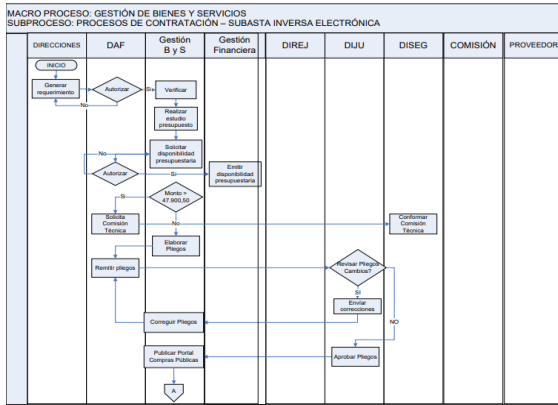 MACRO PROCESO: GESTIÓN DE BIENES Y SERVICIOS
SUBPROCESO: PROCESOS DE CONTRATACIÓN – SUBASTA INVERSA ELECTRÓNICA
DIRECCIONES
DAF
Gestión
B y S
Gestión
Financiera
DIREJ
DIJU
DISEG
COMISIÓN
PROVEEDOR
INICIO
Generar
requerimiento
Autorizar
Si
Verificar
No
Realizar
estudio
presupuesto
Solicitar
disponibilidad
presupuestaria
No
Autorizar
Si
Emitir
disponibilidad
presupuestaria
Monto >
47.900,50
Si
No
Solicita
Comisión
Técnica
Conformar
Comisión
Técnica
Elaborar
Pliegos
Remitir pliegos
Revisar Pliegos
Cambios?
SI
NO
Enviar
correcciones
Correguir Pliegos
Publicar Portal
Compras Públicas
Aprobar Pliegos
A